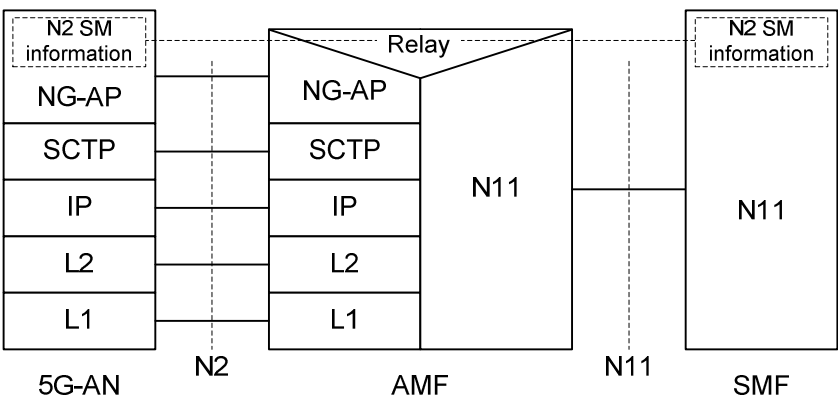 N2 SM
information
NG-AP
SCTP
IP
L2
L1
5G-AN
N2
Relay
NG-AP
SCTP
IP
L2
L1
N11
AMF
N11
N2 SM
information
N11
SMF